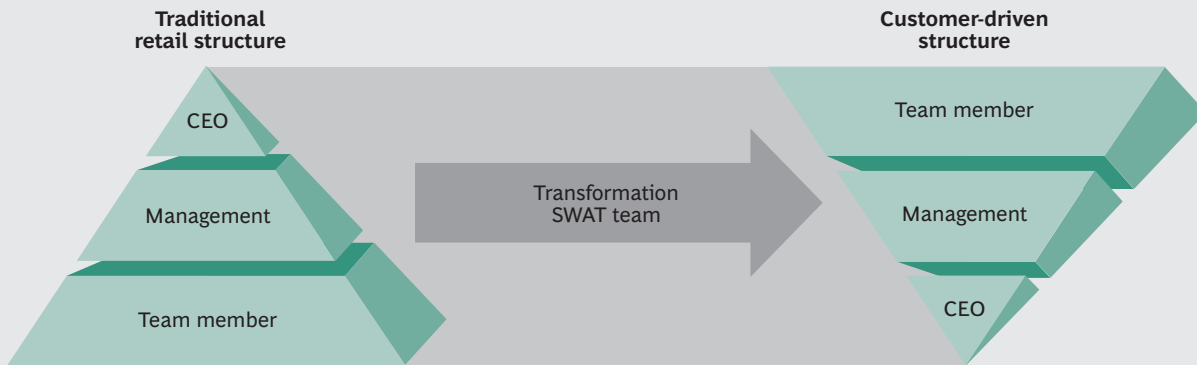 Traditional
retail structure
Customer-driven
structure
CEO
Management
Team member
Transformation
SWAT team
Team member
Management
CEO